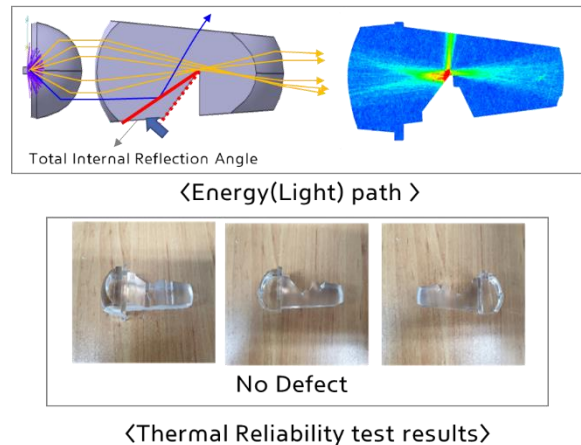 Total Internal Reflection Angle
〈Energy(Light) path 〉
No Defect
〈Thermal Reliability test results〉